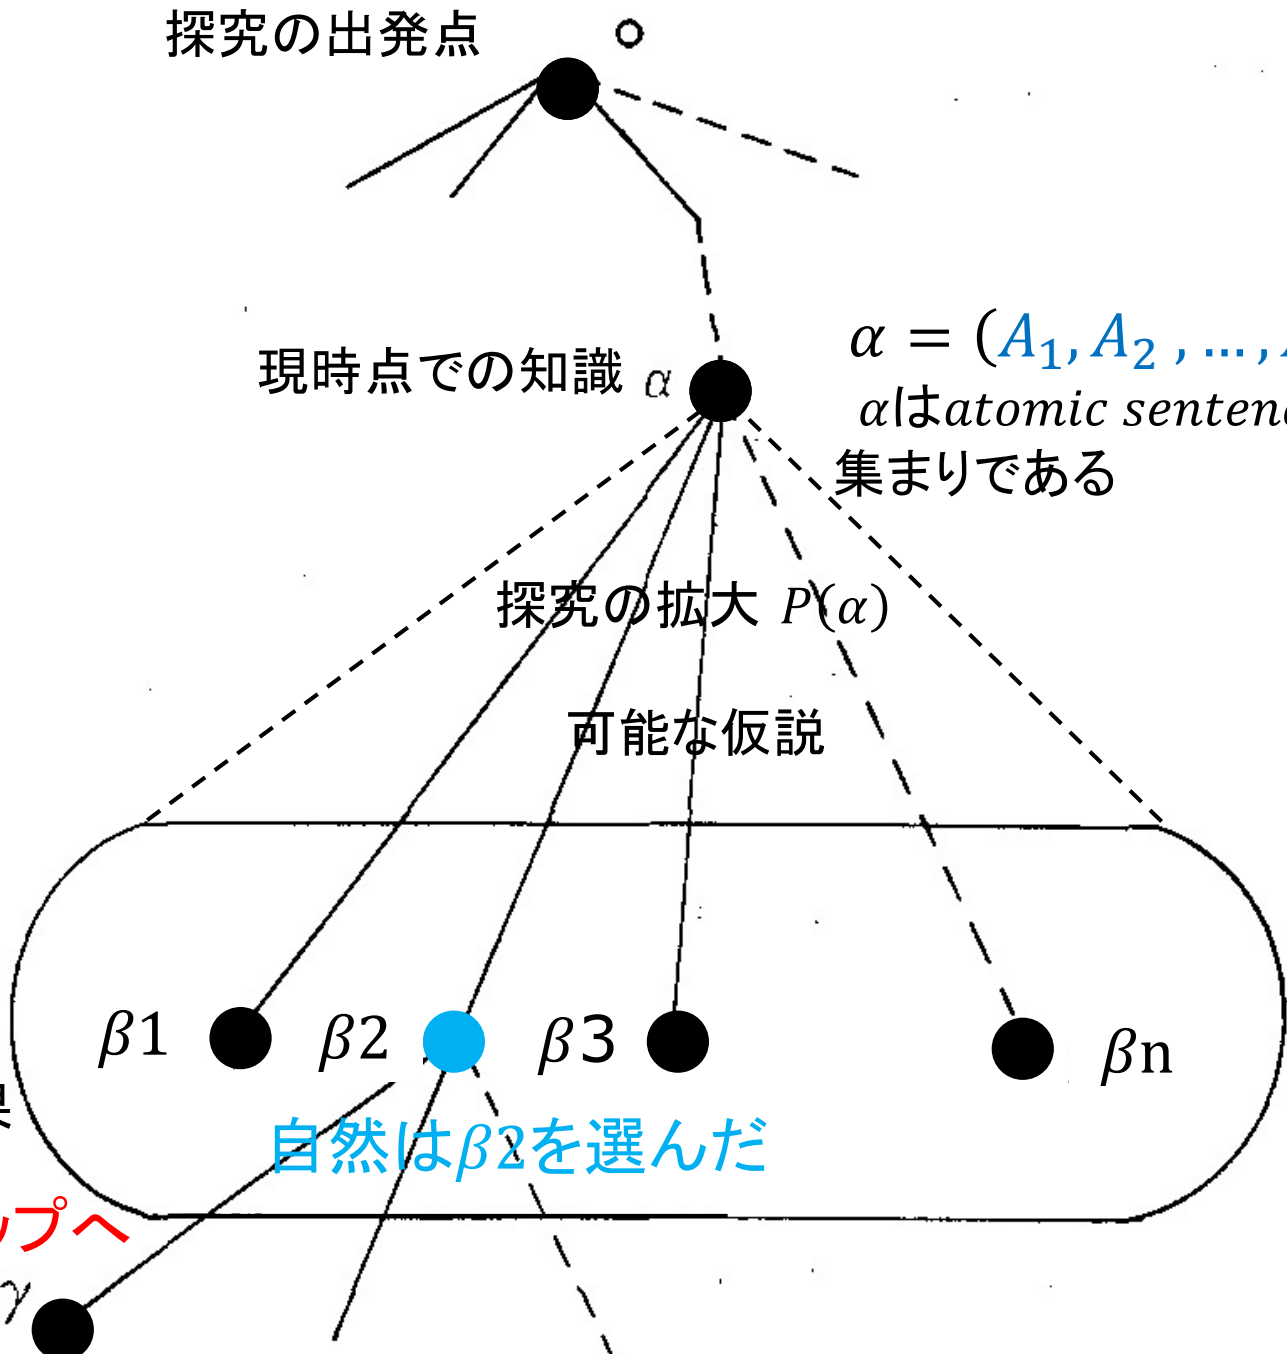 探究の出発点
現時点での知識 α
α = (A₁, A₂ , … ,
αはatomic
集まりである
探究の拡大 P(α)
可能な仮説
β1 β2 β3 βn
自然はβ2を選んだ
プへ
γ